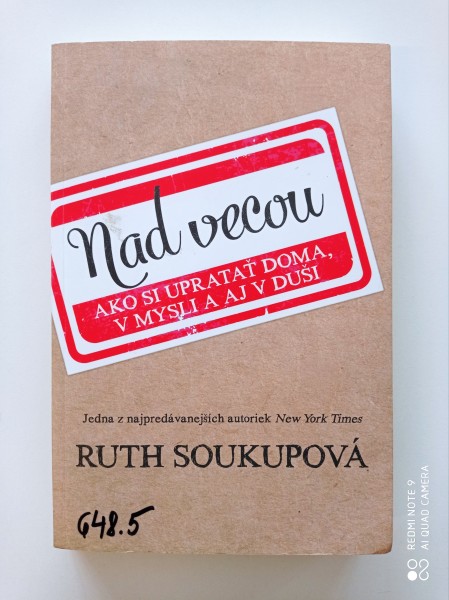 Nad vecou
AKO SI UPRATAŤ DOMA,
V MYSLI A AJ V DUŠI
Jedna z najpredávanejších autoriek New York Times
RUTH SOUKUPOVÁ
648.5
REDMI NOTE 9
AI QUAD CAMERA